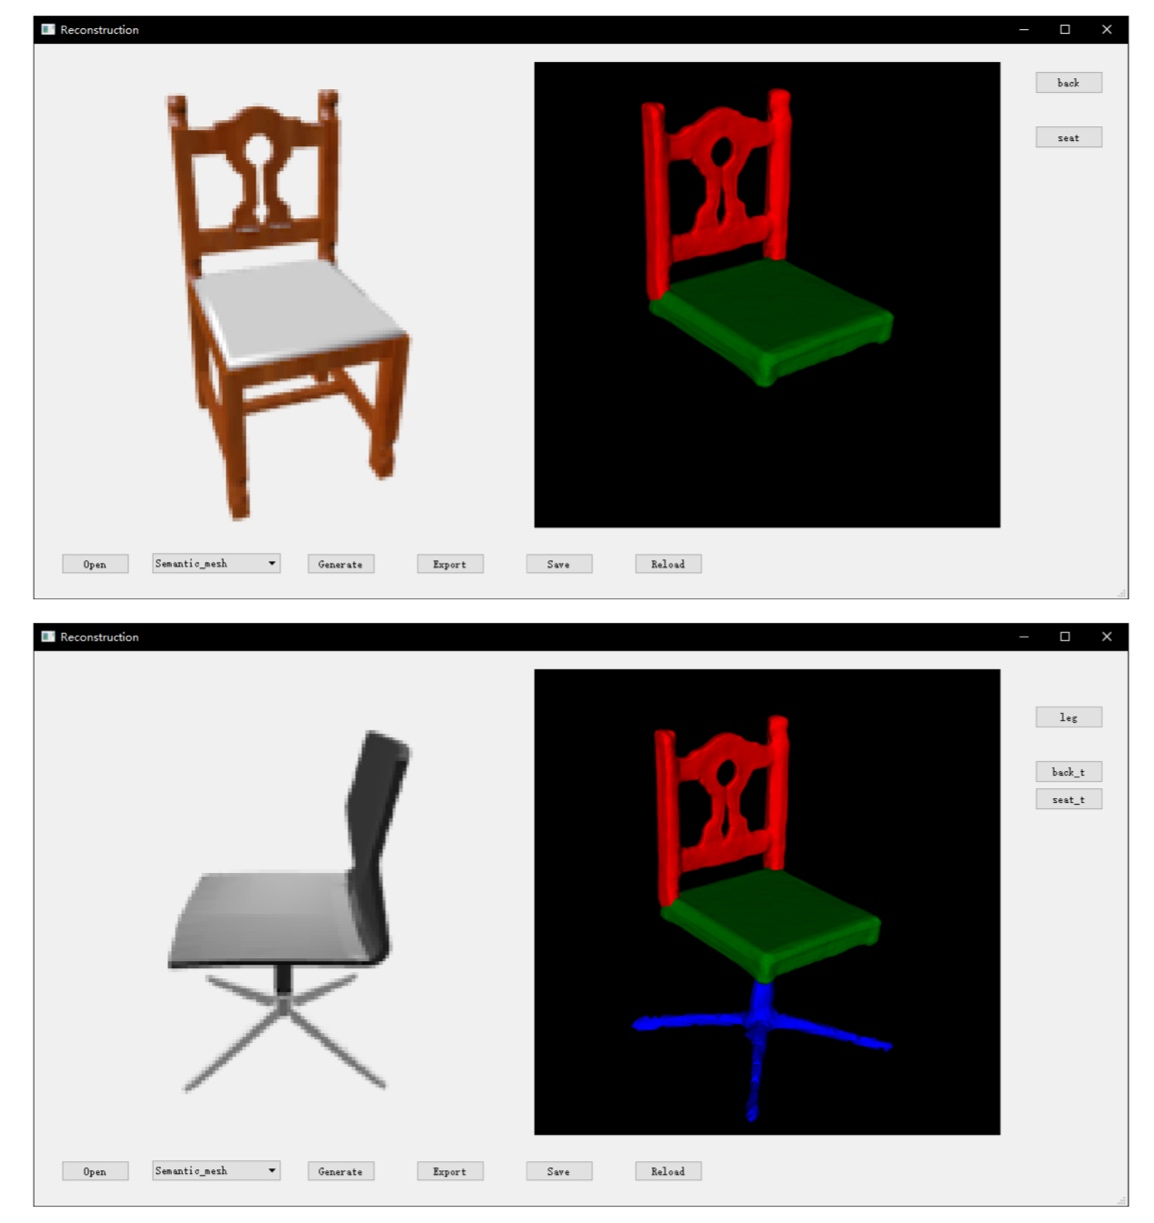 Reconstruction
back
seat
Open Semantic_mesh Generate Export Save Reload
Reconstruction
leg
back_t
seat_t
Open Semantic_mesh Generate Export Save Reload